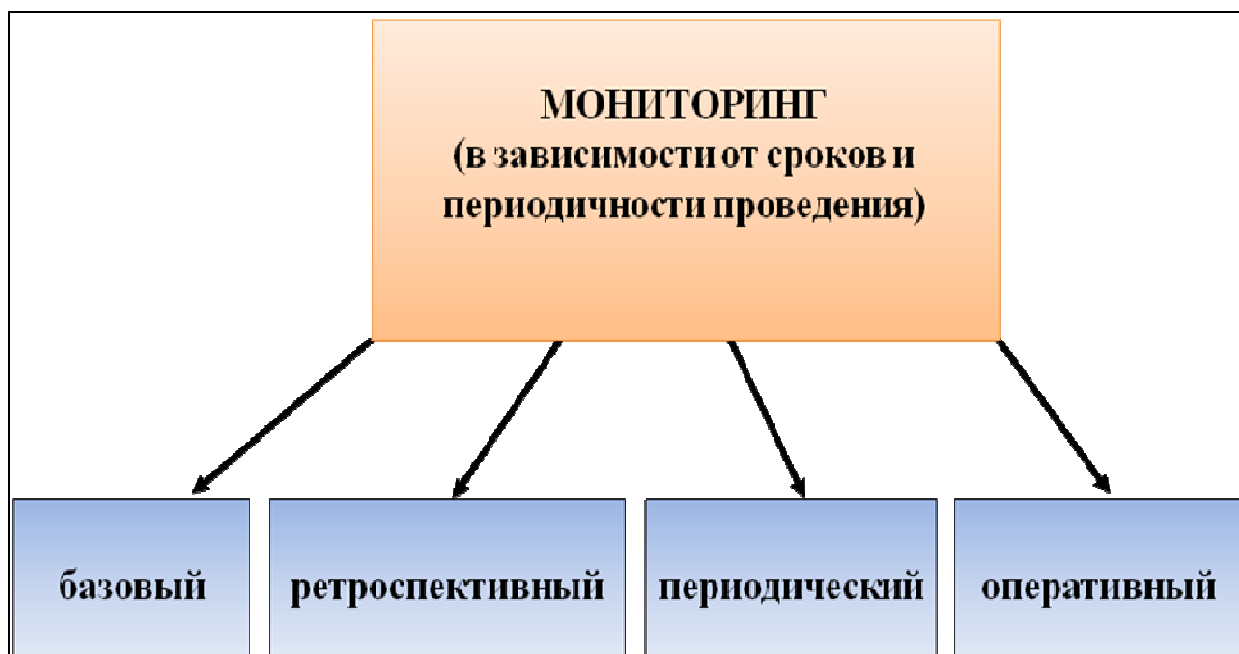 МОНИТОРИНГ
(в зависимости от сроков и
периодичности проведения)
базовый
ретроспективный
периодический
оперативный